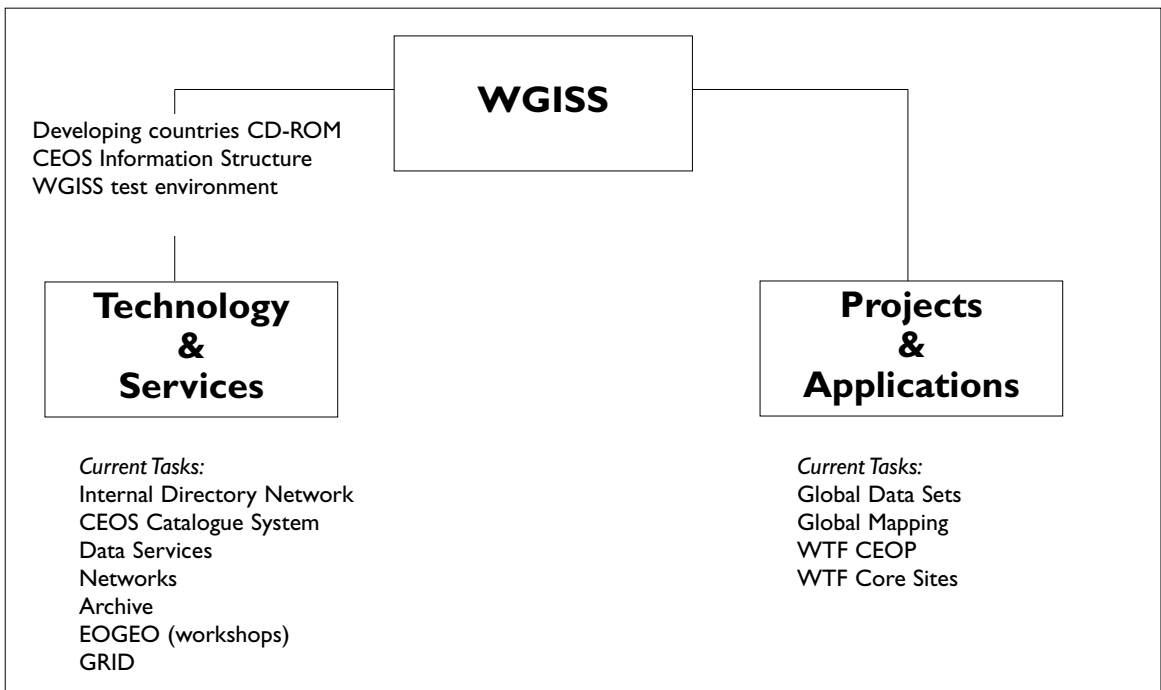 WGISS
Developing countries CD-ROM
CEOS Information Structure
WGISS test environment
Technology
&
Services
Current Tasks:
Internal Directory Network
CEOS Catalogue System
Data Services
Networks
Archive
EOGEO (workshops)
GRID
Projects
&
Applications
Current Tasks:
Global Data Sets
Global Mapping
WTF CEOP
WTF Core Sites